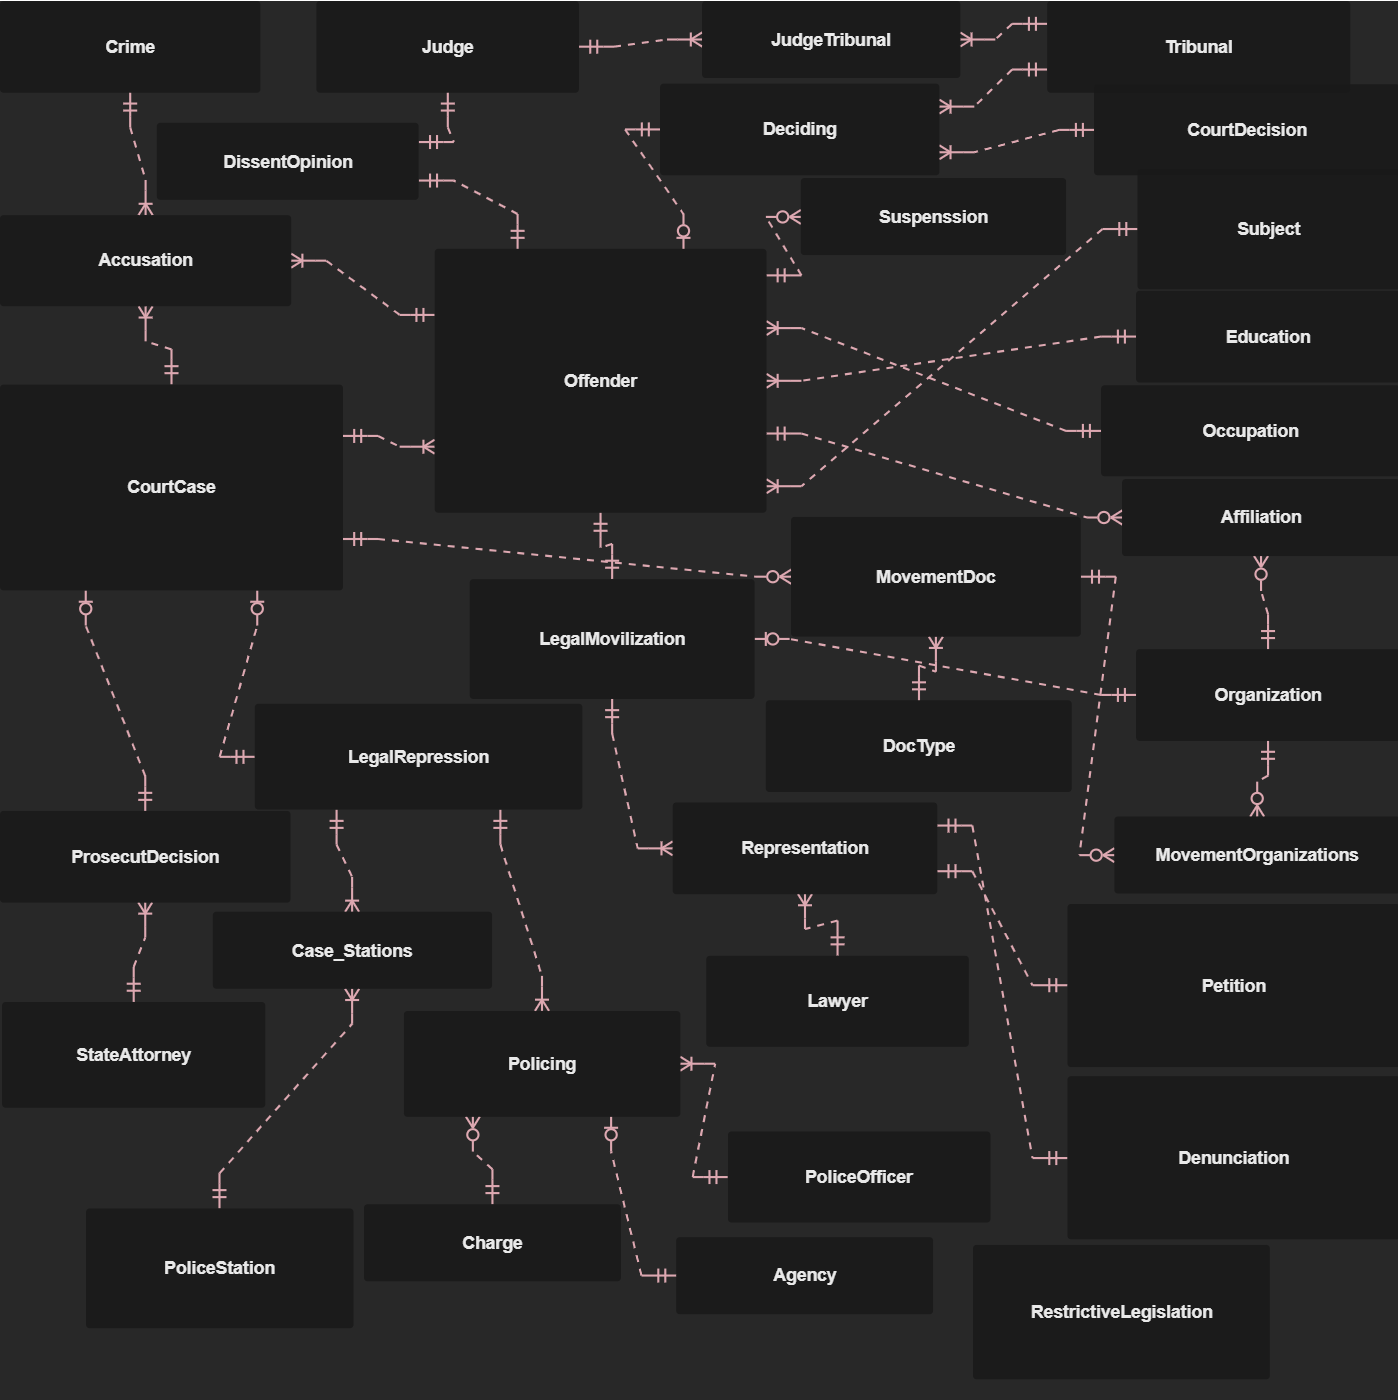 Crime
Judge
JudgeTribunal
Tribunal
Deciding
CourtDecision
DissentOpinion
Suspenssion
Subject
Accusation
Education
Offender
Occupation
CourtCase
Affiliation
MovementDoc
LegalMovilization
Organization
DocType
LegalRepression
Representation
MovementOrganizations
ProsecutDecision
Case_Stations
Petition
Lawyer
StateAttorney
Policing
Denunciation
PoliceOfficer
Charge
PoliceStation
Agency
RestrictiveLegislation